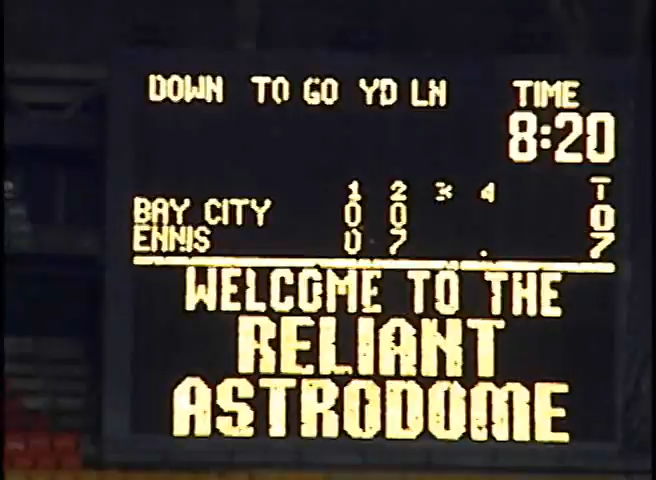 DOWN TO GO YD LN TIME
8:20
1 2 3 4 T
BAY CITY 0 0 0
ENNIS 0 7 7
WELCOME TO THE
RELIANT
ASTRODOME